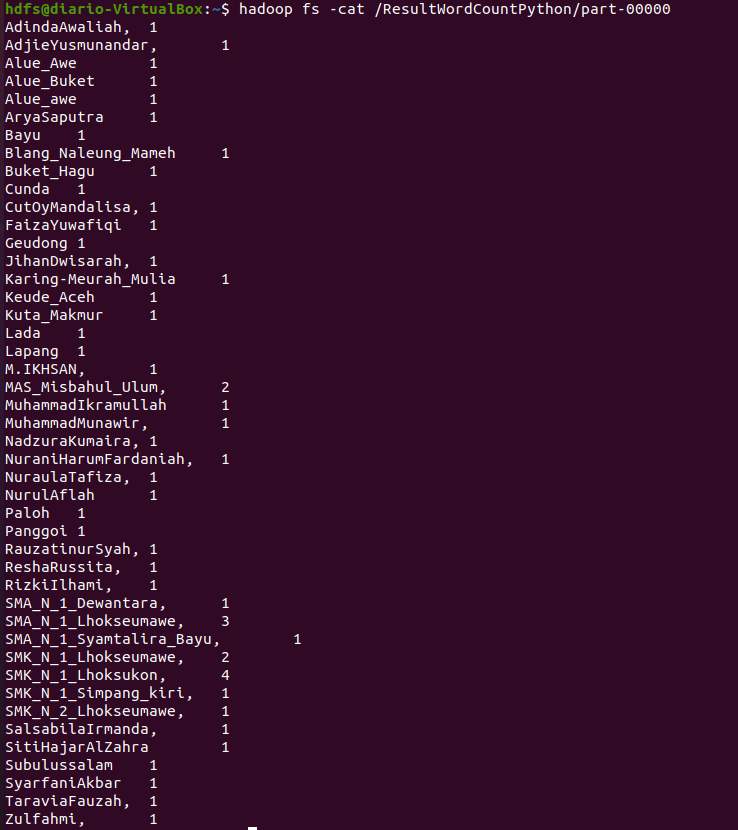 hdfs@diario-VirtualBox:~$ hadoop fs -cat /ResultWordCountPython/part-00000
AdindaAwaliah,	1
AdjieYusmunandar,	1
Alue_Awe	1
Alue_Buket	1
Alue_awe	1
AryaSaputra	1
Bayu	1
Blang_Naleung_Mameh	1
Buket_Hagu	1
Cunda	1
CutOyMandalisa,	1
FaizaYuwafiqi	1
Geudong	1
JihanDwisarah,	1
Karing-Meurah_Mulia	1
Keude_Aceh	1
Kuta_Makmur	1
Lada	1
Lapang	1
M.IKHSAN,	1
MAS_Misbahul_Ulum,	2
MuhammadIkramullah	1
MuhammadMunawir,	1
NadzuraKumaira,	1
NuraniHarumFardaniah,	1
NuraulaTafiza,	1
NurulAflah	1
Paloh	1
Panggoi	1
RauzatinurSyah,	1
ReshaRussita,	1
RizkiIlhami,	1
SMA_N_1_Dewantara,	1
SMA_N_1_Lhokseumawe,	3
SMA_N_1_Syamtalira_Bayu,	1
SMK_N_1_Lhokseumawe,	2
SMK_N_1_Lhoksukon,	4
SMK_N_1_Simpang_kiri,	1
SMK_N_2_Lhokseumawe,	1
SalsabilaIrmanda,	1
SitiHajarAlZahra	1
Subulussalam	1
SyarfaniAkbar	1
TaraviaFauzah,	1
Zulfahmi,	1